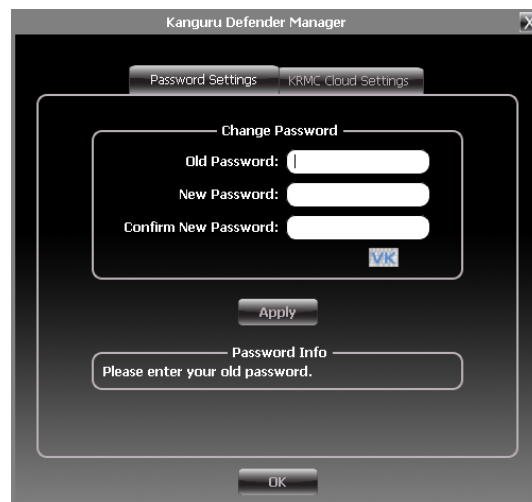 Kanguru Defender Manager
X
Password Settings
KRMC Cloud Settings
Change Password
Old Password:
New Password:
Confirm New Password:
VK
Apply
Password Info
Please enter your old password.
OK